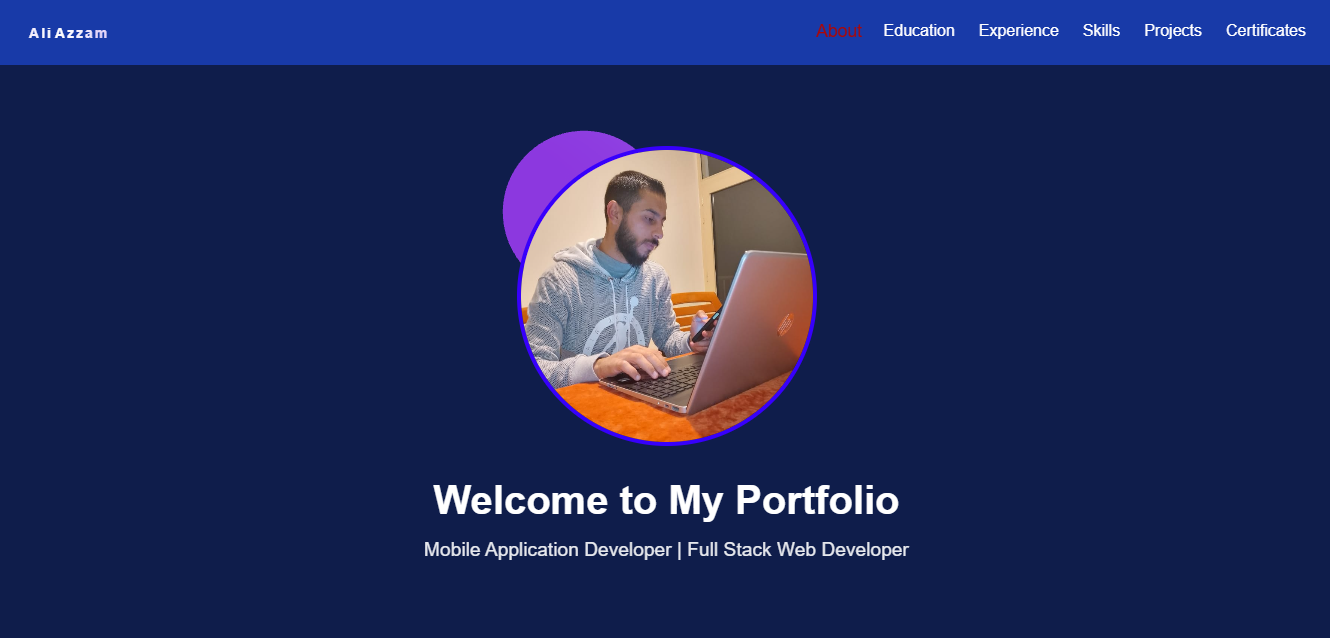 Ali Azzam
About Education Experience Skills Projects Certificates
Welcome to My Portfolio
Mobile Application Developer | Full Stack Web Developer